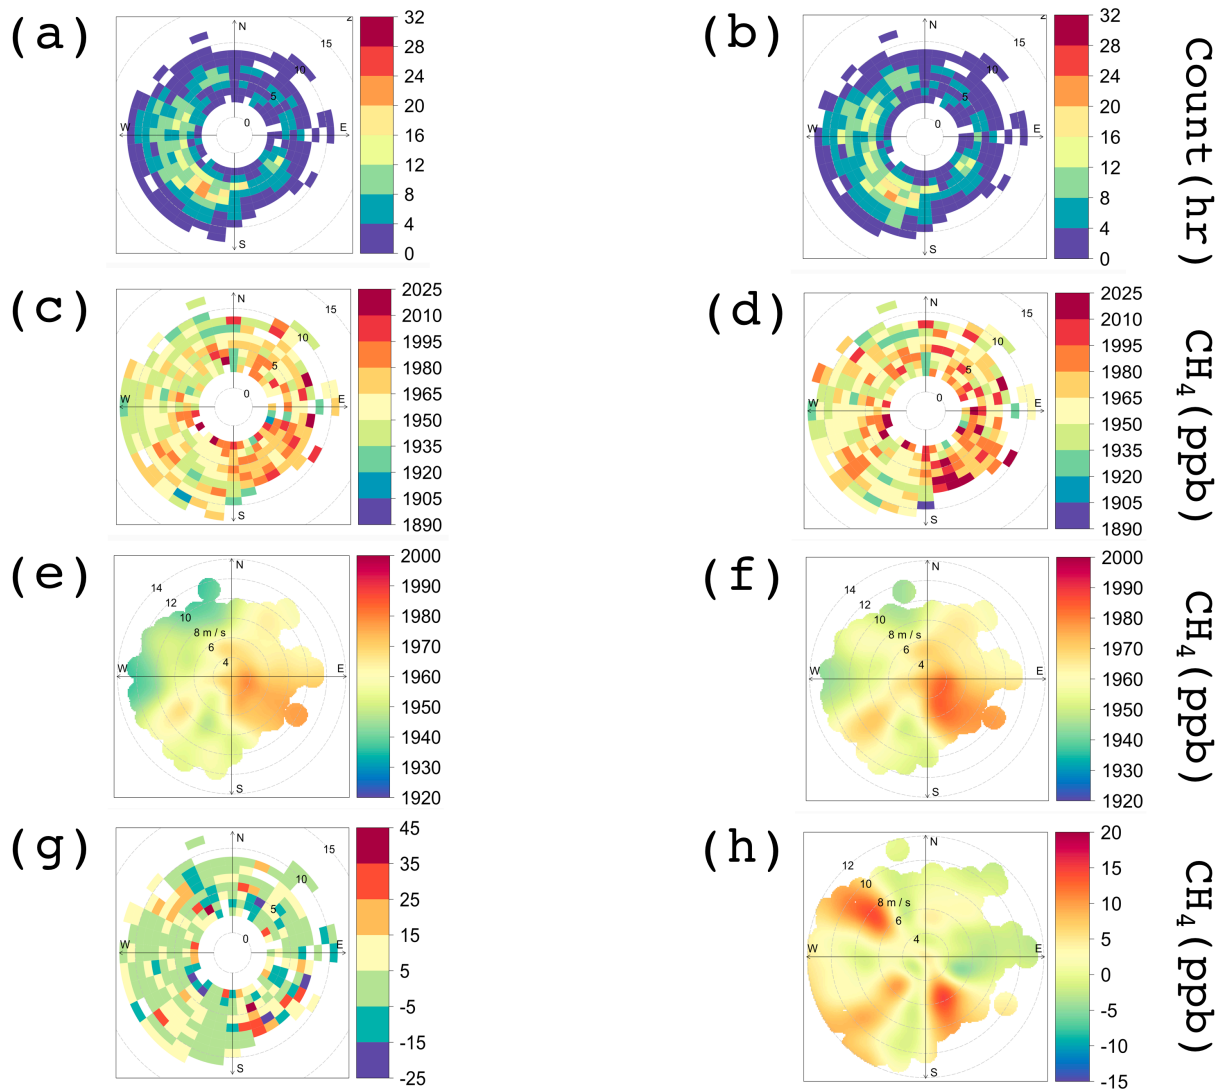 (a)
N
15
10
5
0
W
E
S
32
28
24
20
16
12
8
4
0
(b)
N
15
10
5
0
W
E
S
32
28
24
20
16
12
8
4
0
Count(hr)
(c)
N
15
10
5
0
W
E
S
2025
2010
1995
1980
1965
1950
1935
1920
1905
1890
(d)
N
15
10
5
0
W
E
S
2025
2010
1995
1980
1965
1950
1935
1920
1905
1890
CH4(ppb)
(e)
N
14
12
10
8 m / s
6
4
W
E
S
2000
1990
1980
1970
1960
1950
1940
1930
1920
(f)
N
14
12
10
8 m / s
6
4
W
E
S
2000
1990
1980
1970
1960
1950
1940
1930
1920
CH4(ppb)
(g)
N
15
10
5
0
W
E
S
45
35
25
15
5
-5
-15
-25
(h)
N
12
10
8 m / s
6
4
W
E
S
20
15
10
5
0
-5
-10
-15
CH4(ppb)